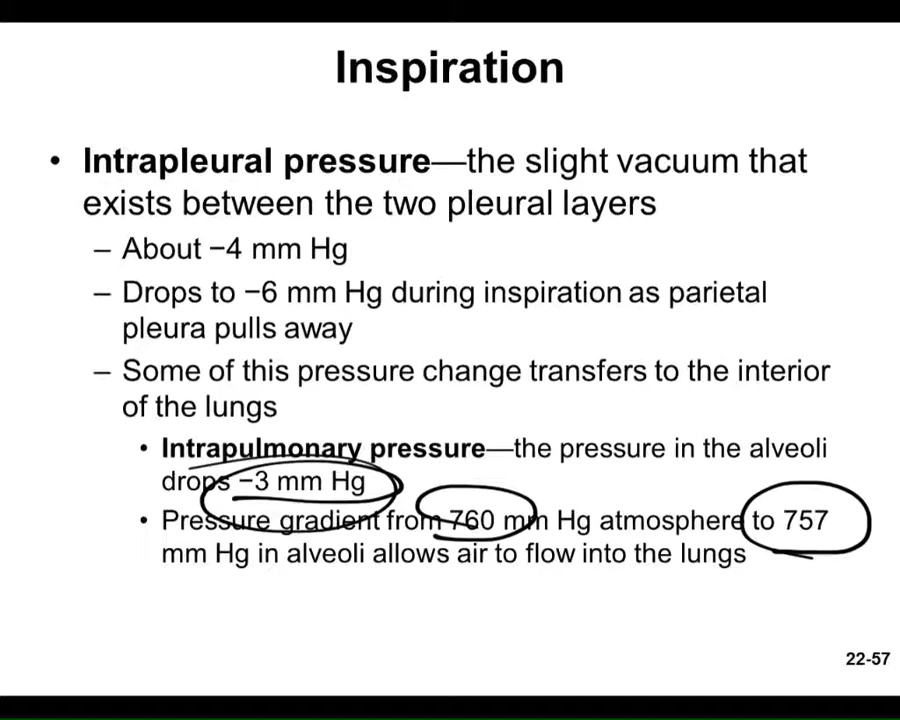 Inspiration
• Intrapleural pressure—the slight vacuum that
exists between the two pleural layers
– About −4 mm Hg
– Drops to −6 mm Hg during inspiration as parietal
pleura pulls away
– Some of this pressure change transfers to the interior
of the lungs
• Intrapulmonary pressure—the pressure in the alveoli
drops −3 mm Hg
• Pressure gradient from 760 mm Hg atmosphere to 757
mm Hg in alveoli allows air to flow into the lungs
22-57